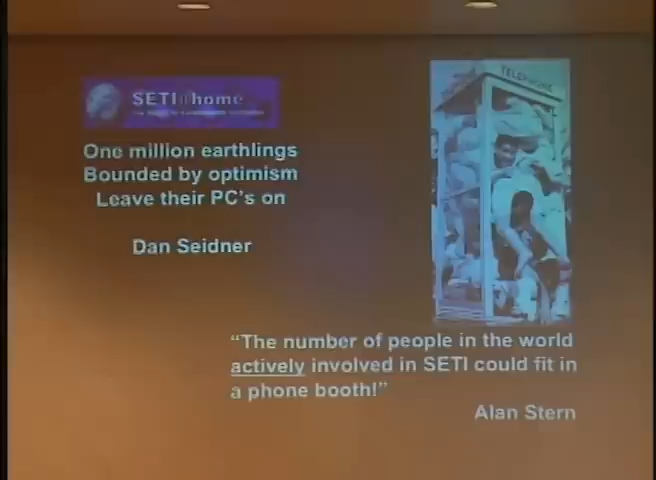 SETI@home
One million earthlings
Bounded by optimism
Leave their PC's on
Dan Seidner
TELEPHONE
"The number of people in the world
actively involved in SETI could fit in
a phone booth!"
Alan Stern